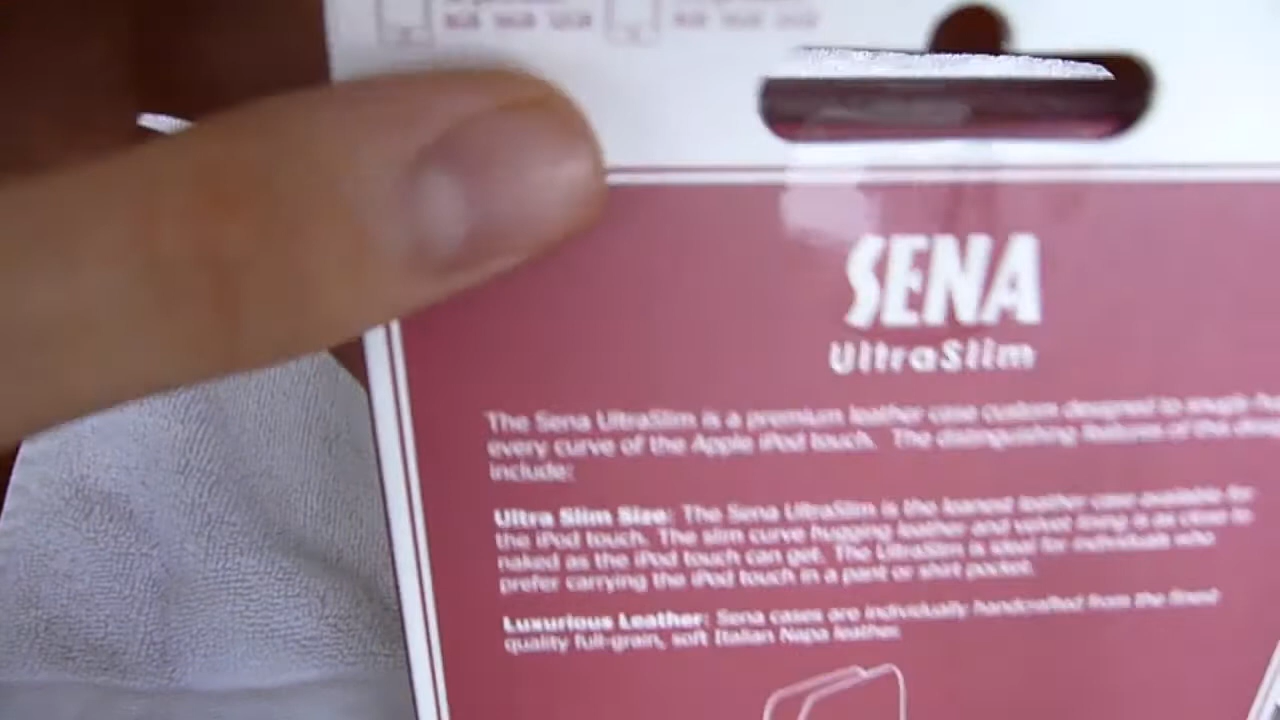 SENA
UltraSlim
The Sena UltraSlim is a premium leather case custom designed to snugly
every curve of the Apple iPod touch. The distinguishing features of this
include:
Ultra Slim Size: The Sena UltraSlim is the leanest leather case available for
the iPod touch. The slim curve hugging leather and velvet lining is as close to
naked as the iPod touch can get. The UltraSlim is ideal for individuals who
prefer carrying the iPod touch in a pant or shirt pocket.
Luxurious Leather: Sena cases are individually handcrafted from the finest
quality full-grain, soft Italian Napa leather.